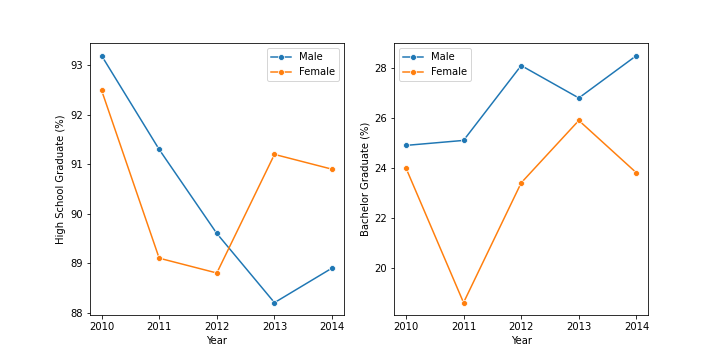 Male
Female
93
92
91
90
89
88
High School Graduate (%)
2010 2011 2012 2013 2014
Year
Male
Female
28
26
24
22
20
Bachelor Graduate (%)
2010 2011 2012 2013 2014
Year